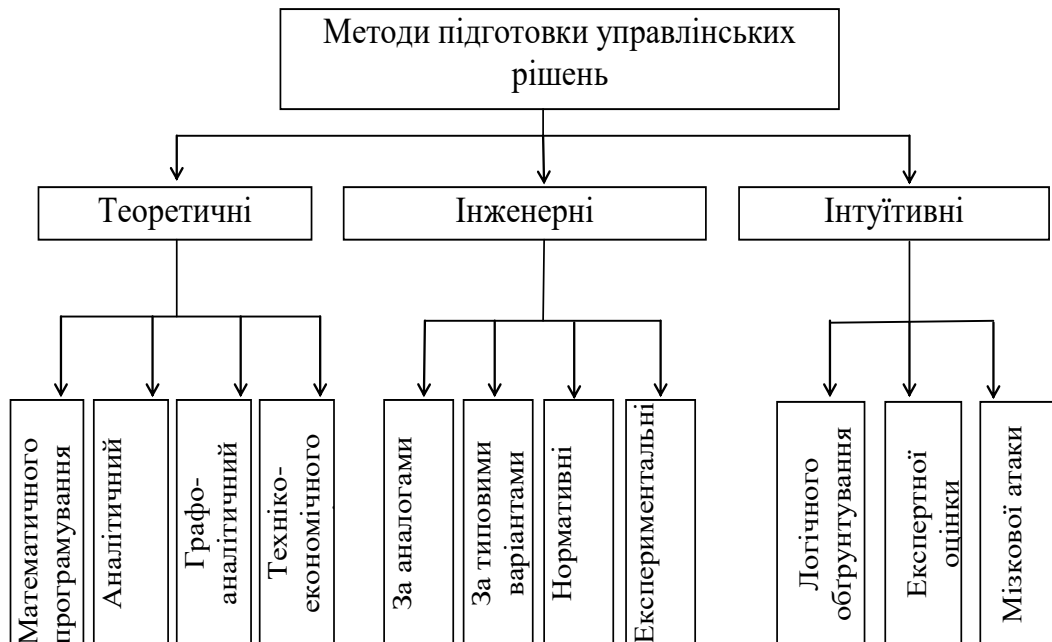 Методи підготовки управлінських
рішень
Теоретичні
Інженерні
Інтуїтивні
Математичного
програмування
Аналітичний
Графо-
аналітичний
Техніко-
економічного
За аналогами
За типовими
варіантами
Нормативні
Експериментальні
Логічного
обґрунтування
Експертної
оцінки
Мізкової атаки